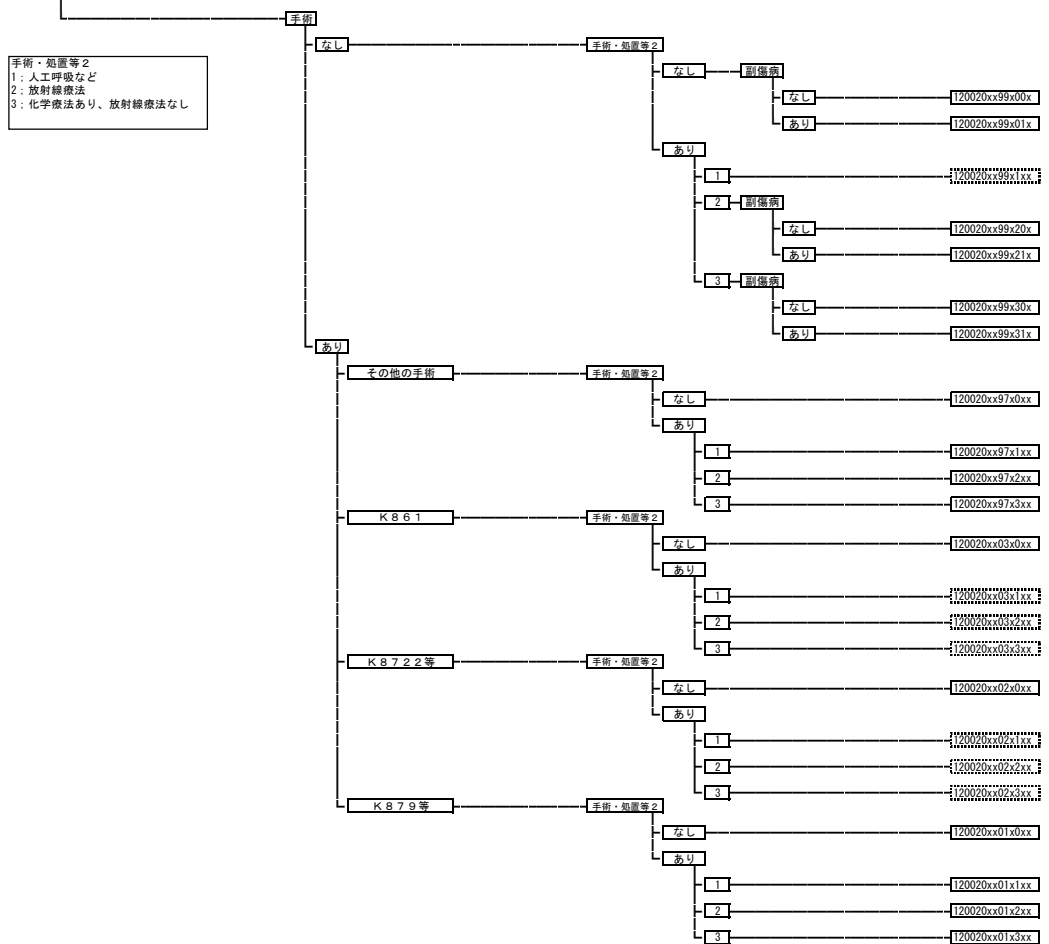 手術
なし
手術・処置等2
手術・処置等2
1：人工呼吸など
2：放射線療法
3：化学療法あり、放射線療法なし
なし
副傷病
なし
120020xx99x00x
あり
120020xx99x01x
あり
1
120020xx99x1xx
2
副傷病
なし
120020xx99x20x
あり
120020xx99x21x
3
副傷病
なし
120020xx99x30x
あり
120020xx99x31x
あり
その他の手術
手術・処置等2
なし
120020xx97x0xx
あり
1
120020xx97x1xx
2
120020xx97x2xx
3
120020xx97x3xx
K861
手術・処置等2
なし
120020xx03x0xx
あり
1
120020xx03x1xx
2
120020xx03x2xx
3
120020xx03x3xx
K8722等
手術・処置等2
なし
120020xx02x0xx
あり
1
120020xx02x1xx
2
120020xx02x2xx
3
120020xx02x3xx
K879等
手術・処置等2
なし
120020xx01x0xx
あり
1
120020xx01x1xx
2
120020xx01x2xx
3
120020xx01x3xx